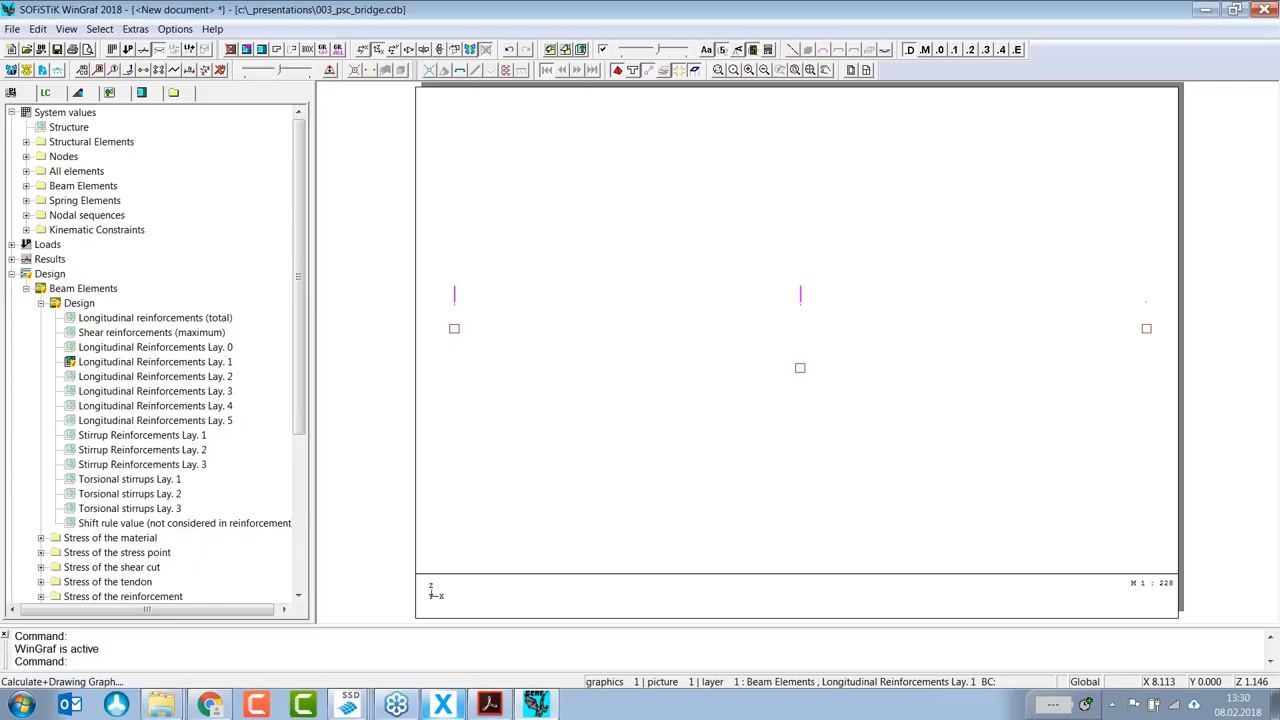 SOFiSTiK WinGraf 2018 - [<New document> *] - [c:\_presentations\003_psc_bridge.cdb]
File Edit View Select Extras Options Help
LC
System values
Structure
Structural Elements
Nodes
All elements
Beam Elements
Spring Elements
Nodal sequences
Kinematic Constraints
Loads
Results
Design
Beam Elements
Design
Longitudinal reinforcements (total)
Shear reinforcements (maximum)
Longitudinal Reinforcements Lay. 0
Longitudinal Reinforcements Lay. 1
Longitudinal Reinforcements Lay. 2
Longitudinal Reinforcements Lay. 3
Longitudinal Reinforcements Lay. 4
Longitudinal Reinforcements Lay. 5
Stirrup Reinforcements Lay. 1
Stirrup Reinforcements Lay. 2
Stirrup Reinforcements Lay. 3
Torsional stirrups Lay. 1
Torsional stirrups Lay. 2
Torsional stirrups Lay. 3
Shift rule value (not considered in reinforcement
Stress of the material
Stress of the stress point
Stress of the shear cut
Stress of the tendon
Stress of the reinforcement
Z
X
M 1 : 228
Command:
WinGraf is active
Command:
Calculate+Drawing Graph....
graphics 1 | picture 1 | layer 1 : Beam Elements , Longitudinal Reinforcements Lay. 1 BC:
Global
X 8.113
Y 0.000
Z 1.146
SSD
13:30
08.02.2018